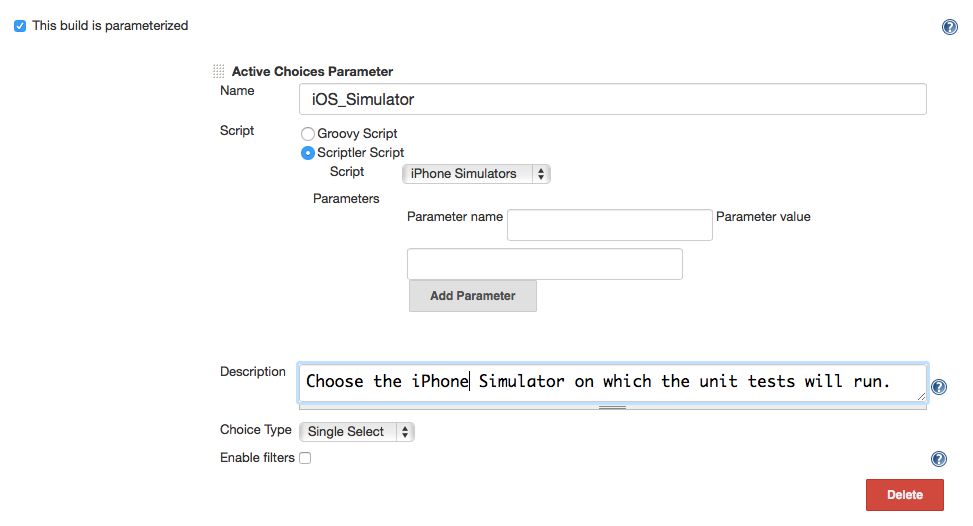 This build is parameterized
Active Choices Parameter
Name
iOS_Simulator
Script
Groovy Script
Scriptler Script
Script
iPhone Simulators
Parameters
Parameter name
Parameter value
Add Parameter
Description
Choose the iPhone Simulator on which the unit tests will run.
Choice Type
Single Select
Enable filters
Delete